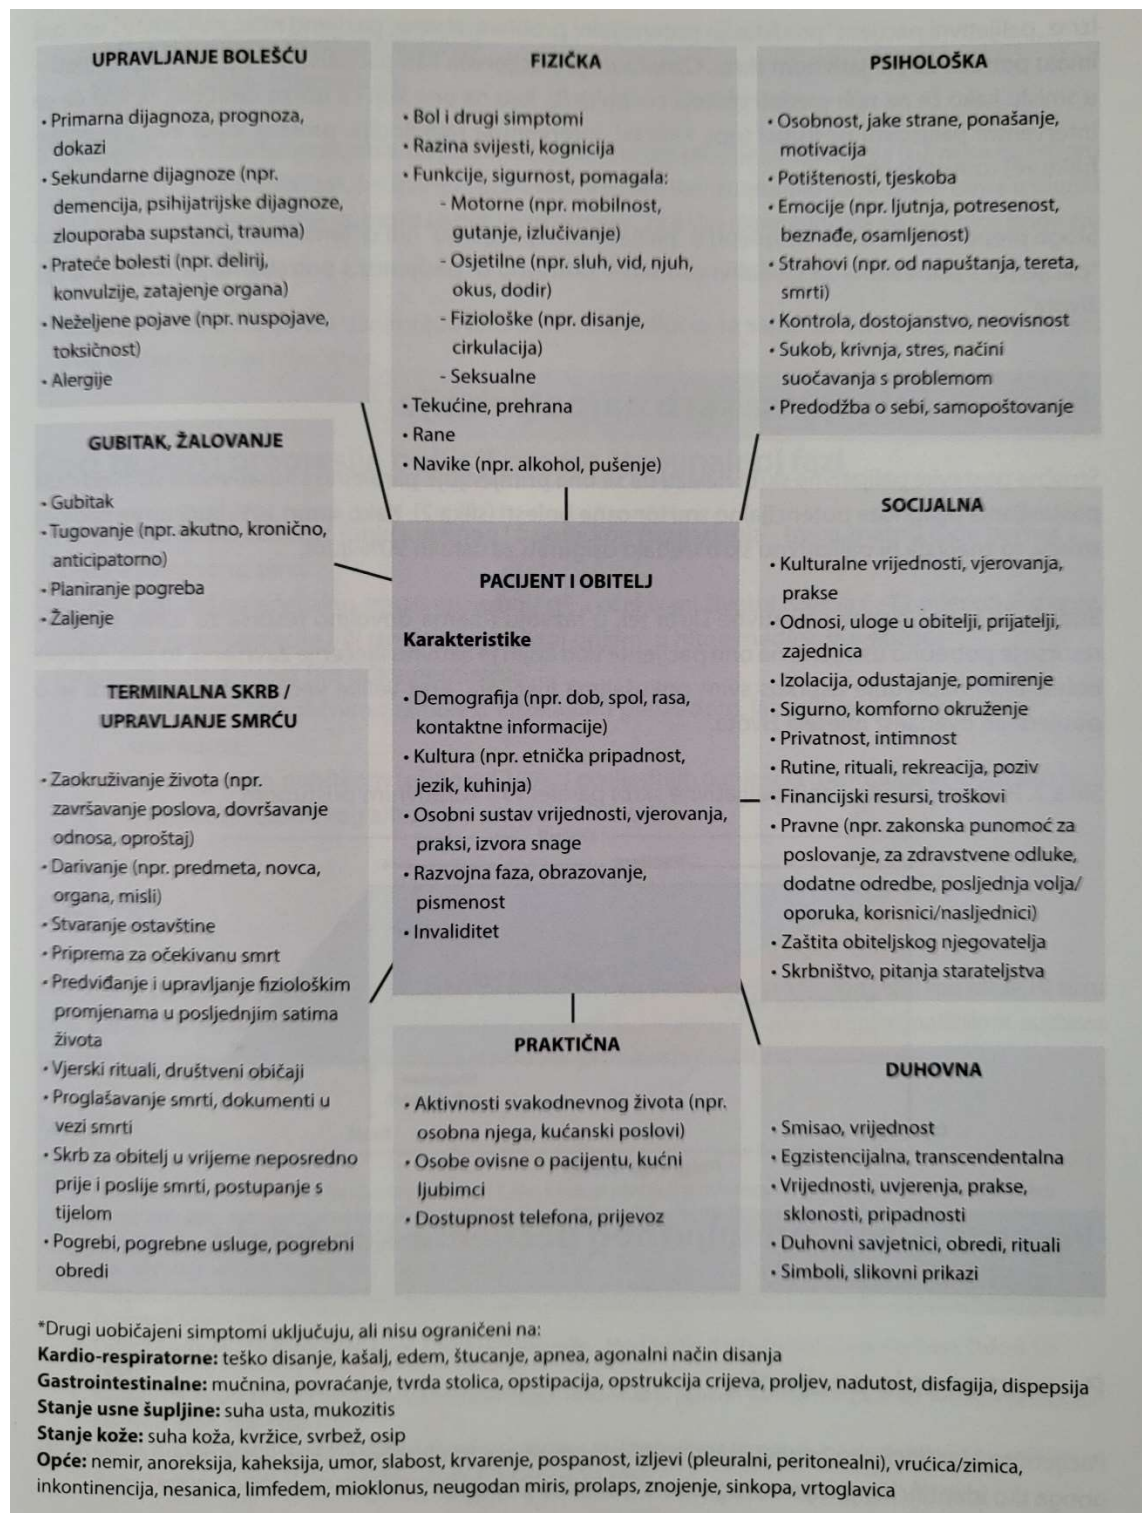 UPRAVLJANJE BOLEŠĆU
• Primarna dijagnoza, prognoza,
dokazi
• Sekundarne dijagnoze (npr.
demencija, psihijatrijske dijagnoze,
zlouporaba supstanci, trauma)
• Prateće bolesti (npr. delirij,
konvulzije, zatajenje organa)
• Neželjene pojave (npr. nuspojave,
toksičnost)
• Alergije
FIZIČKA
• Bol i drugi simptomi
• Razina svijesti, kognicija
• Funkcije, sigurnost, pomagala:
- Motorne (npr. mobilnost,
gutanje, izlučivanje)
- Osjetilne (npr. sluh, vid, njuh,
okus, dodir)
- Fiziološke (npr. disanje,
cirkulacija)
- Seksualne
• Tekućine, prehrana
• Rane
• Navike (npr. alkohol, pušenje)
PSIHOLOŠKA
• Osobnost, jake strane, ponašanje,
motivacija
• Potištenosti, tjeskoba
• Emocije (npr. ljutnja, potresenost,
beznađe, osamljenost)
• Strahovi (npr. od napuštanja, tereta,
smrti)
• Kontrola, dostojanstvo, neovisnost
• Sukob, krivnja, stres, načini
suočavanja s problemom
• Predodžba o sebi, samopoštovanje
GUBITAK, ŽALOVANJE
• Gubitak
• Tugovanje (npr. akutno, kronično,
anticipatorno)
• Planiranje pogreba
• Žaljenje
PACIJENT I OBITELJ
Karakteristike
• Demografija (npr. dob, spol, rasa,
kontaktne informacije)
• Kultura (npr. etnička pripadnost,
jezik, kuhinja)
• Osobni sustav vrijednosti, vjerovanja,
praksi, izvora snage
• Razvojna faza, obrazovanje,
pismenost
• Invaliditet
SOCIJALNA
• Kulturalne vrijednosti, vjerovanja,
prakse
• Odnosi, uloge u obitelji, prijatelji,
zajednica
• Izolacija, odustajanje, pomirenje
• Sigurno, komforno okruženje
• Privatnost, intimnost
• Rutine, rituali, rekreacija, poziv
• Financijski resursi, troškovi
• Pravne (npr. zakonska punomoć za
poslovanje, za zdravstvene odluke,
dodatne odredbe, posljednja volja/
oporuka, korisnici/nasljednici)
• Zaštita obiteljskog njegovatelja
• Skrbništvo, pitanja starateljstva
TERMINALNA SKRB /
UPRAVLJANJE SMRĆU
• Zaokruživanje života (npr.
završavanje poslova, dovršavanje
odnosa, oproštaj)
• Darivanje (npr. predmeta, novca,
organa, misli)
• Stvaranje ostavštine
• Priprema za očekivanu smrt
• Predviđanje i upravljanje fiziološkim
promjenama u posljednjim satima
života
• Vjerski rituali, društveni običaji
• Proglašavanje smrti, dokumenti u
vezi smrti
• Skrb za obitelj u vrijeme neposredno
prije i poslije smrti, postupanje s
tijelom
• Pogrebi, pogrebne usluge, pogrebni
obredi
PRAKTIČNA
• Aktivnosti svakodnevnog života (npr.
osobna njega, kućanski poslovi)
• Osobe ovisne o pacijentu, kućni
ljubimci
• Dostupnost telefona, prijevoz
DUHOVNA
• Smisao, vrijednost
• Egzistencijalna, transcendentalna
• Vrijednosti, uvjerenja, prakse,
sklonosti, pripadnosti
• Duhovni savjetnici, obredi, rituali
• Simboli, slikovni prikazi
*Drugi uobičajeni simptomi uključuju, ali nisu ograničeni na:
Kardio-respiratorne: teško disanje, kašalj, edem, štucanje, apnea, agonalni način disanja
Gastrointestinalne: mučnina, povraćanje, tvrda stolica, opstipacija, opstrukcija crijeva, proljev, nadutost, disfagija, dispepsija
Stanje usne šupljine: suha usta, mukozitis
Stanje kože: suha koža, kvržice, svrbež, osip
Opće: nemir, anoreksija, kaheksija, umor, slabost, krvarenje, pospanost, izljevi (pleuralni, peritonealni), vrućica/zimica,
inkontinencija, nesanica, limfedem, mioklonus, neugodan miris, prolaps, znojenje, sinkopa, vrtoglavica